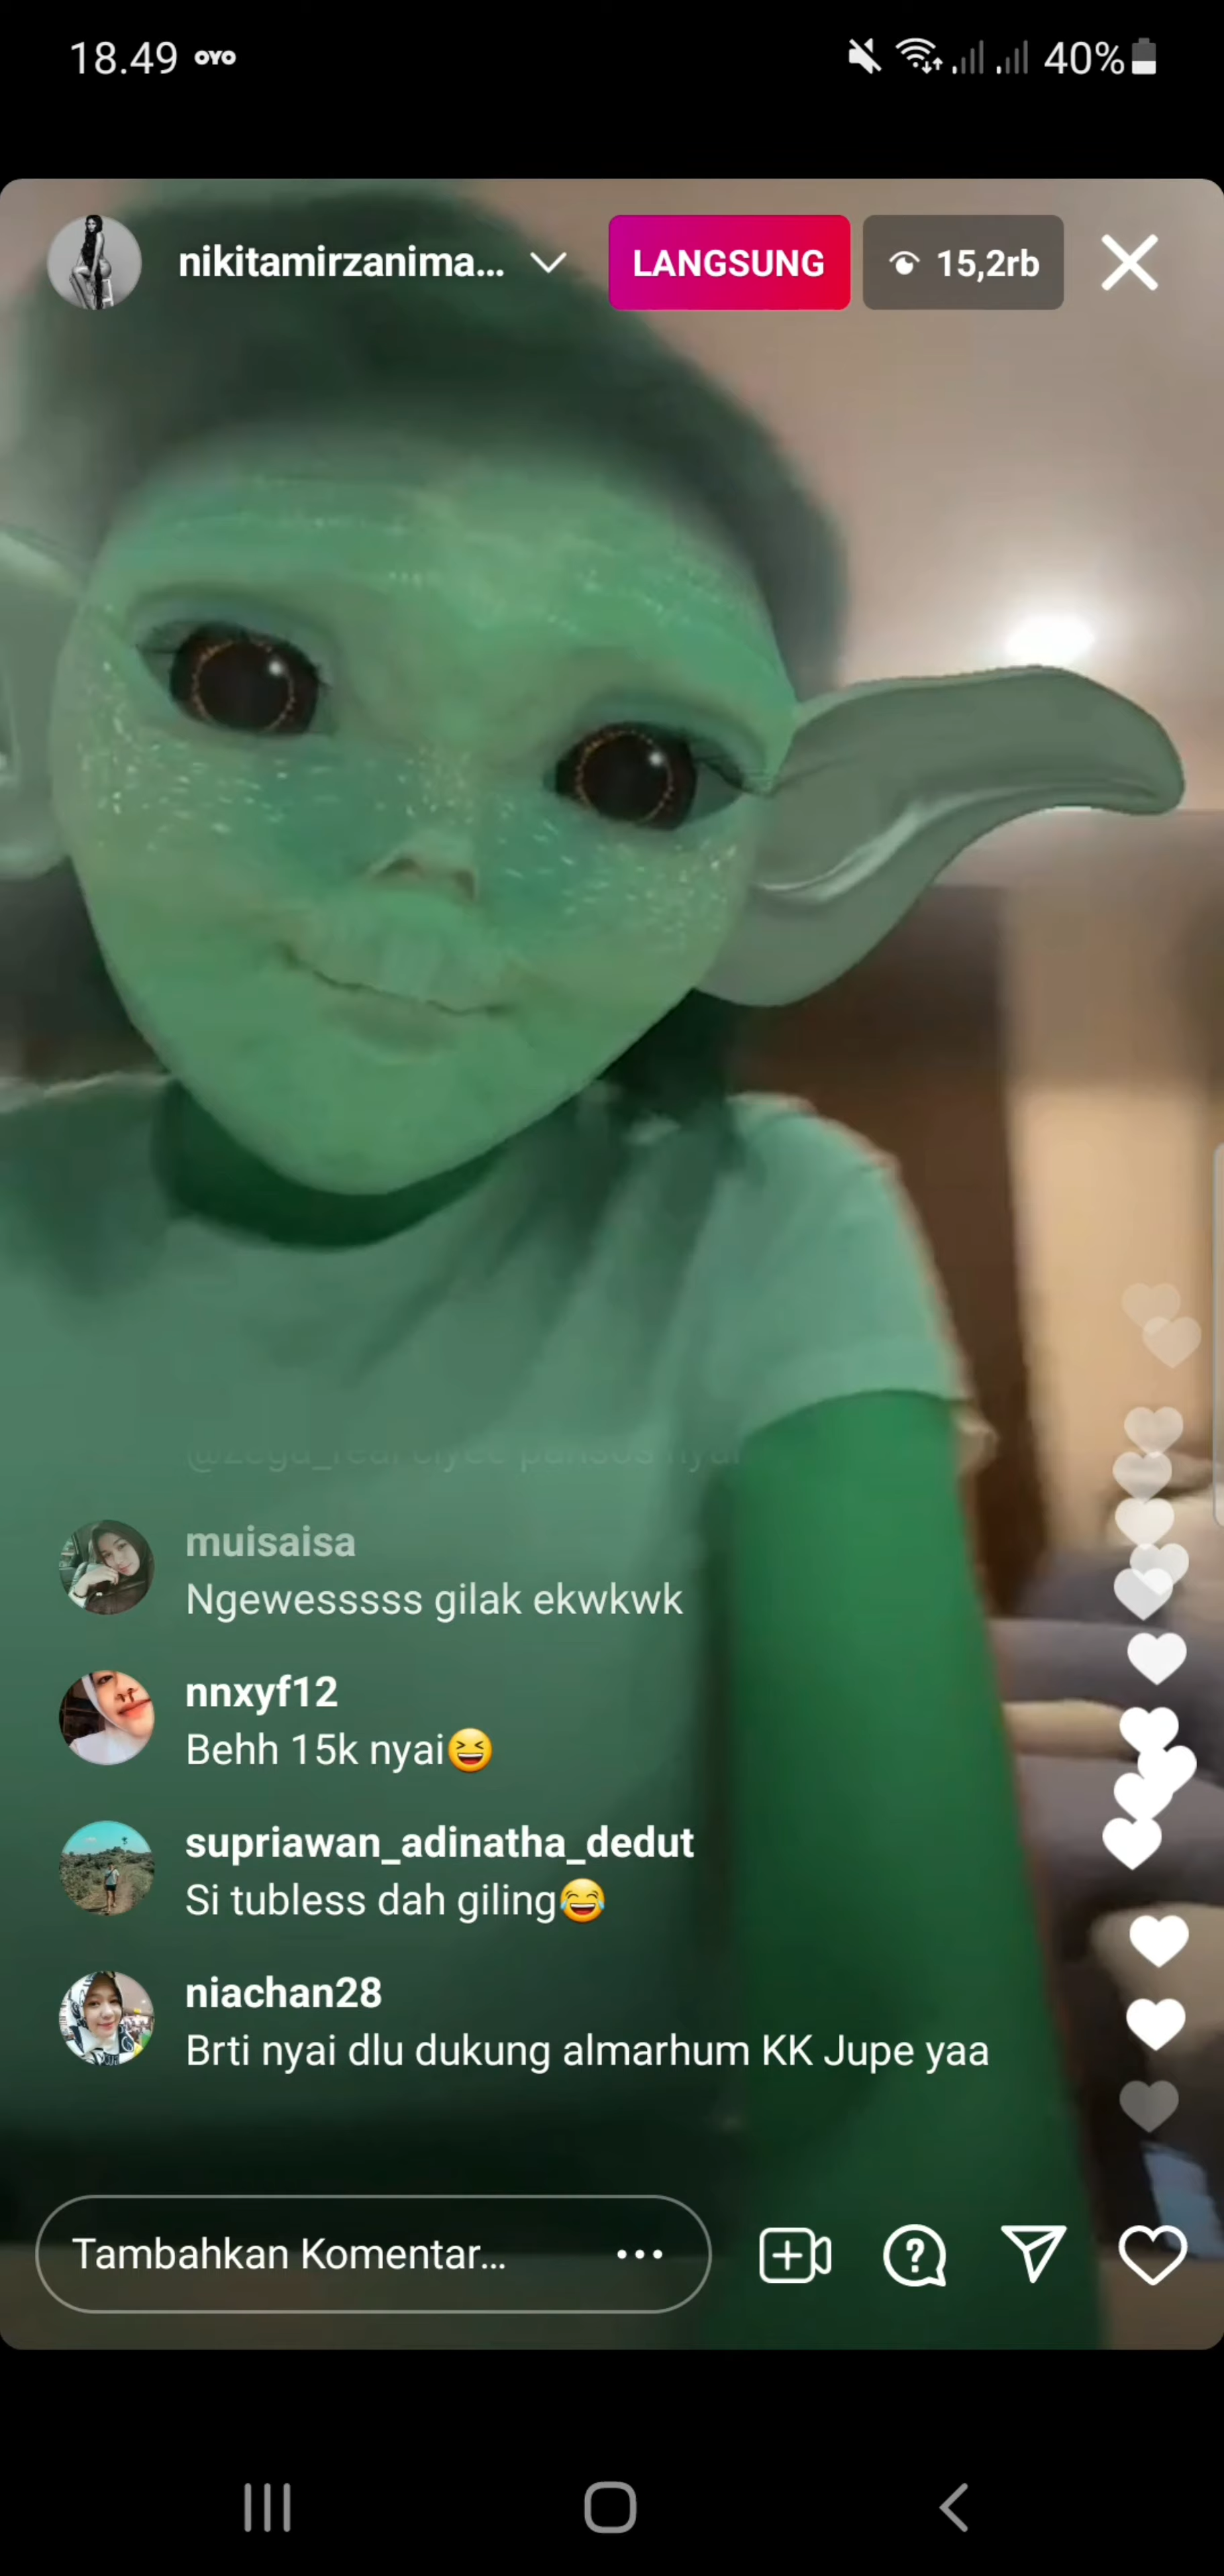 18.49 OYO 40%
nikitamirzanima... LANGSUNG 15,2rb
muisaisa
Ngewesssss gilak ekwkwk
nnxyf12
Behh 15k nyai😆
supriawan_adinatha_dedut
Si tubless dah giling😂
niachan28
Brti nyai dlu dukung almarhum KK Jupe yaa
Tambahkan Komentar...